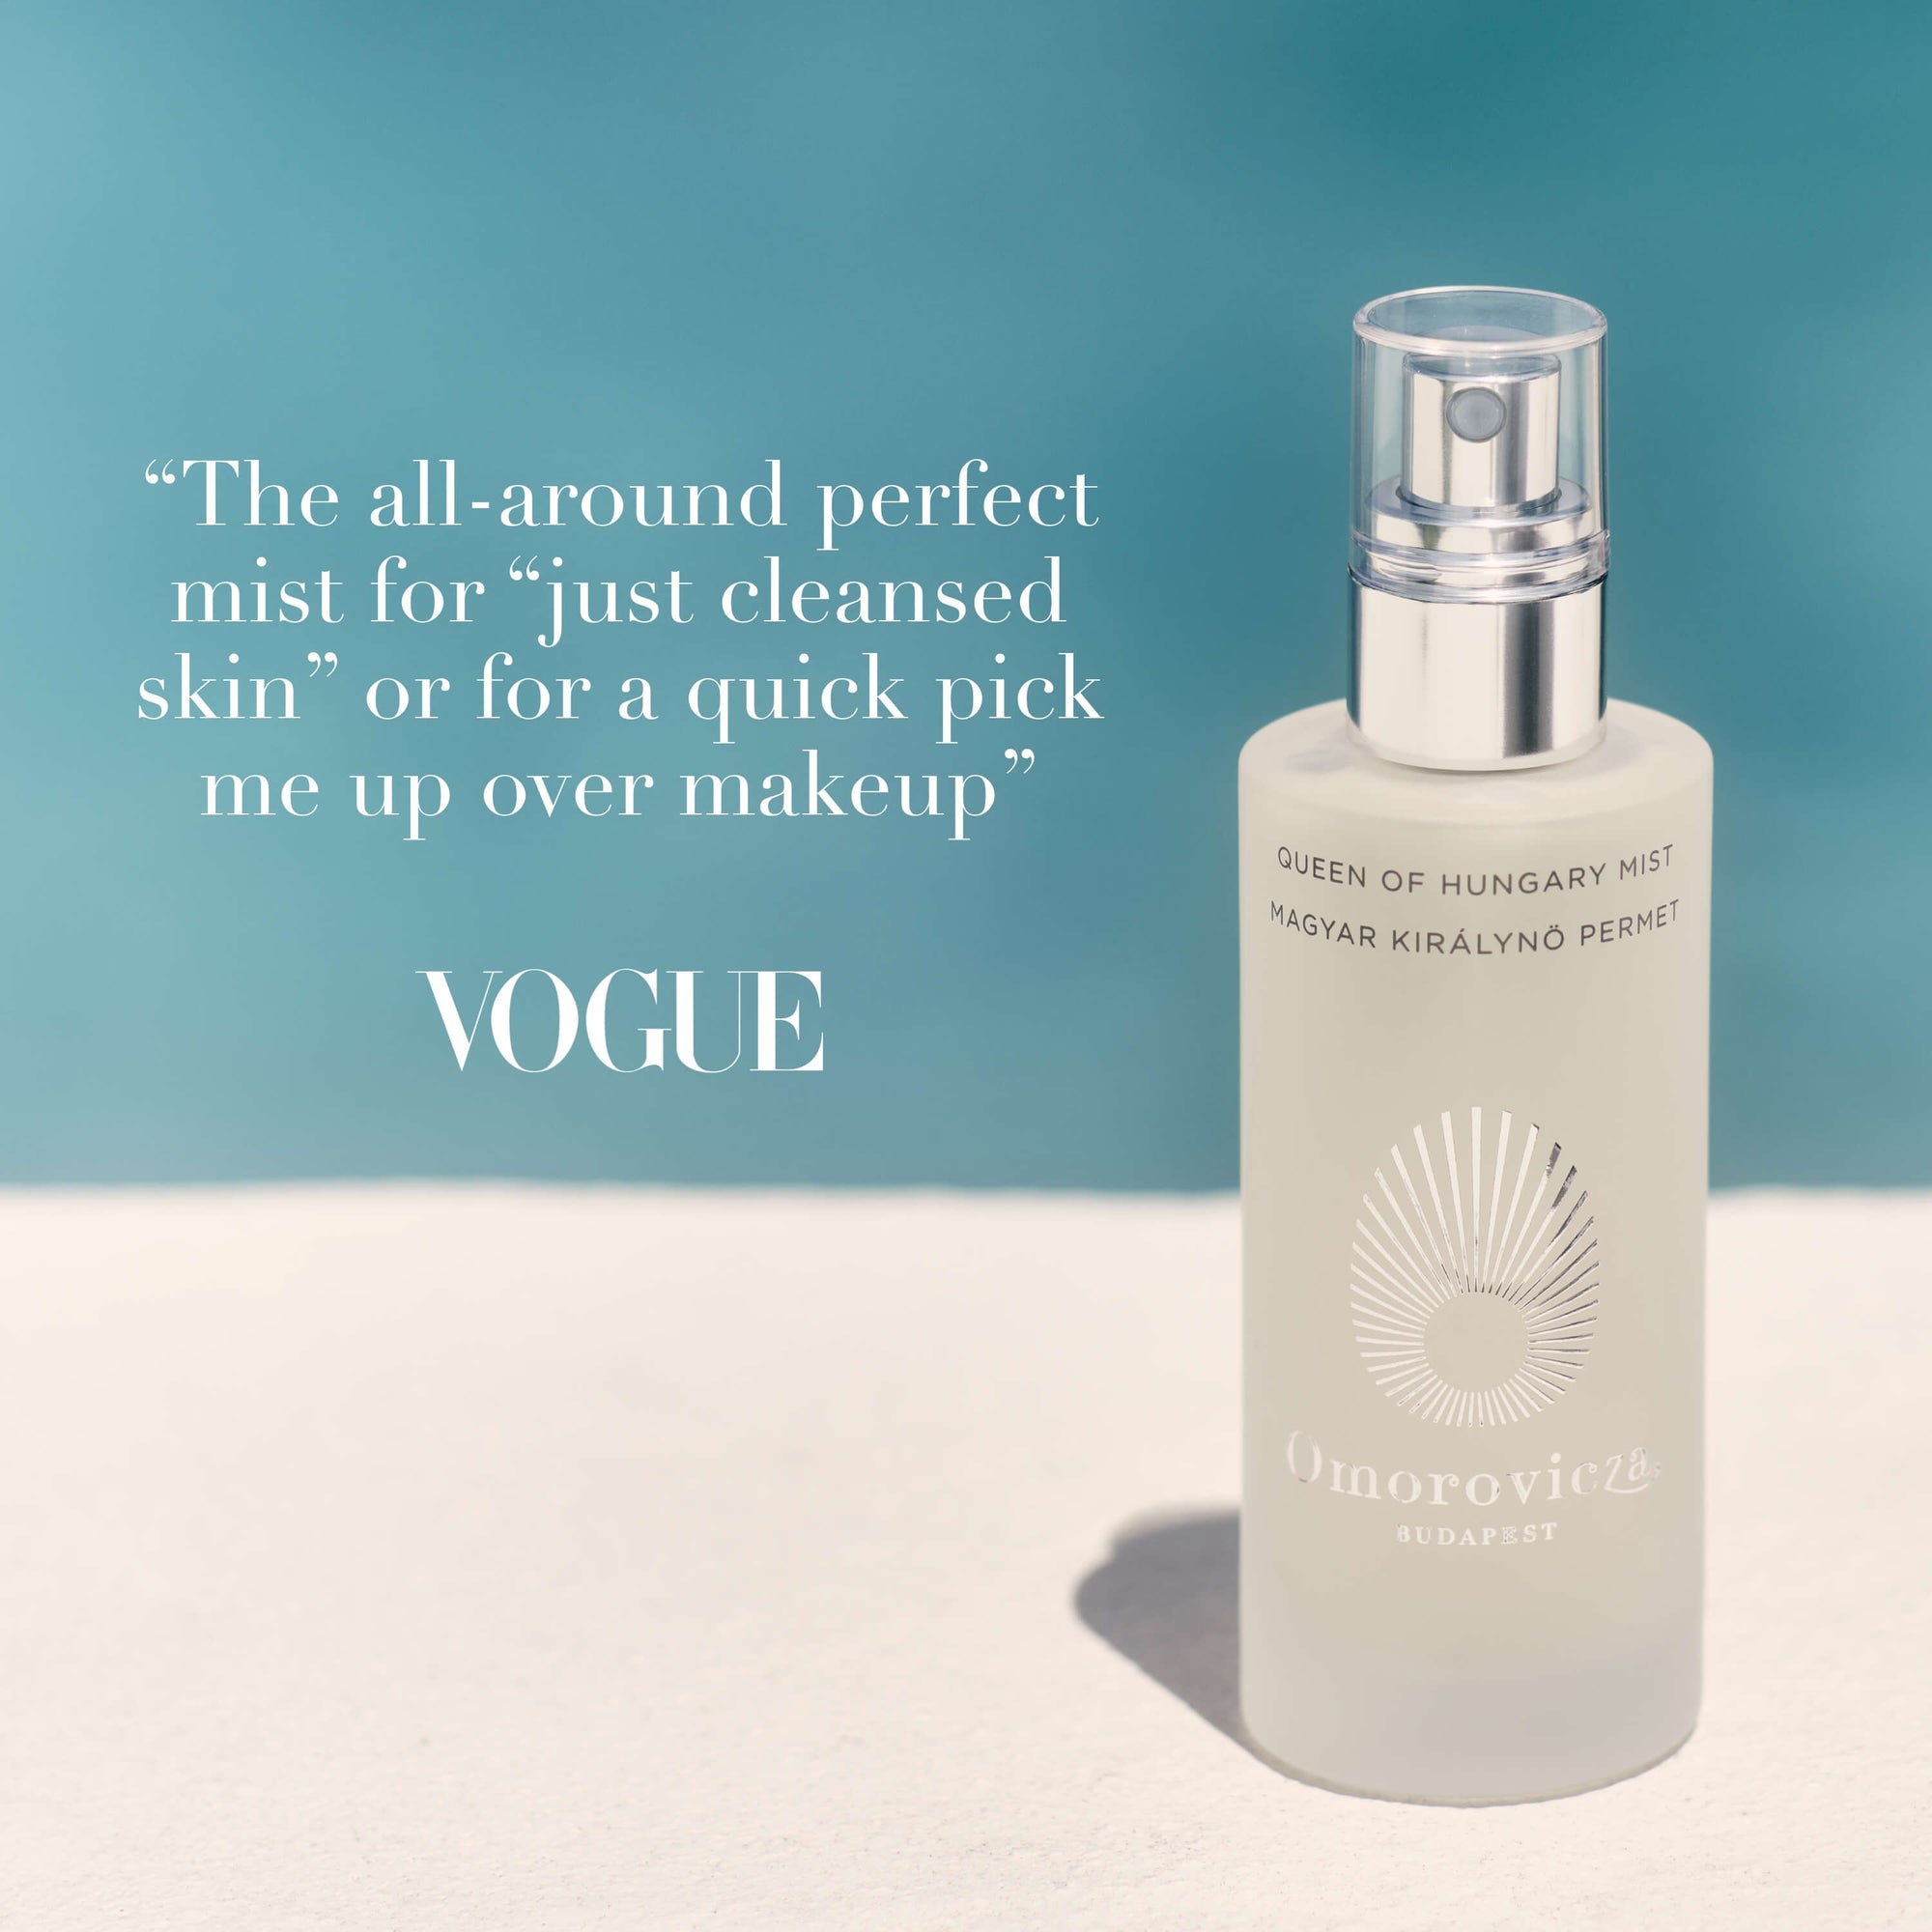 “The all-around perfect
mist for “just cleansed
skin” or for a quick pick
me up over makeup”
VOGUE
QUEEN OF HUNGARY MIST
MAGYAR KIRÁLYNÖ PERMET
Omorovicza
BUDAPEST